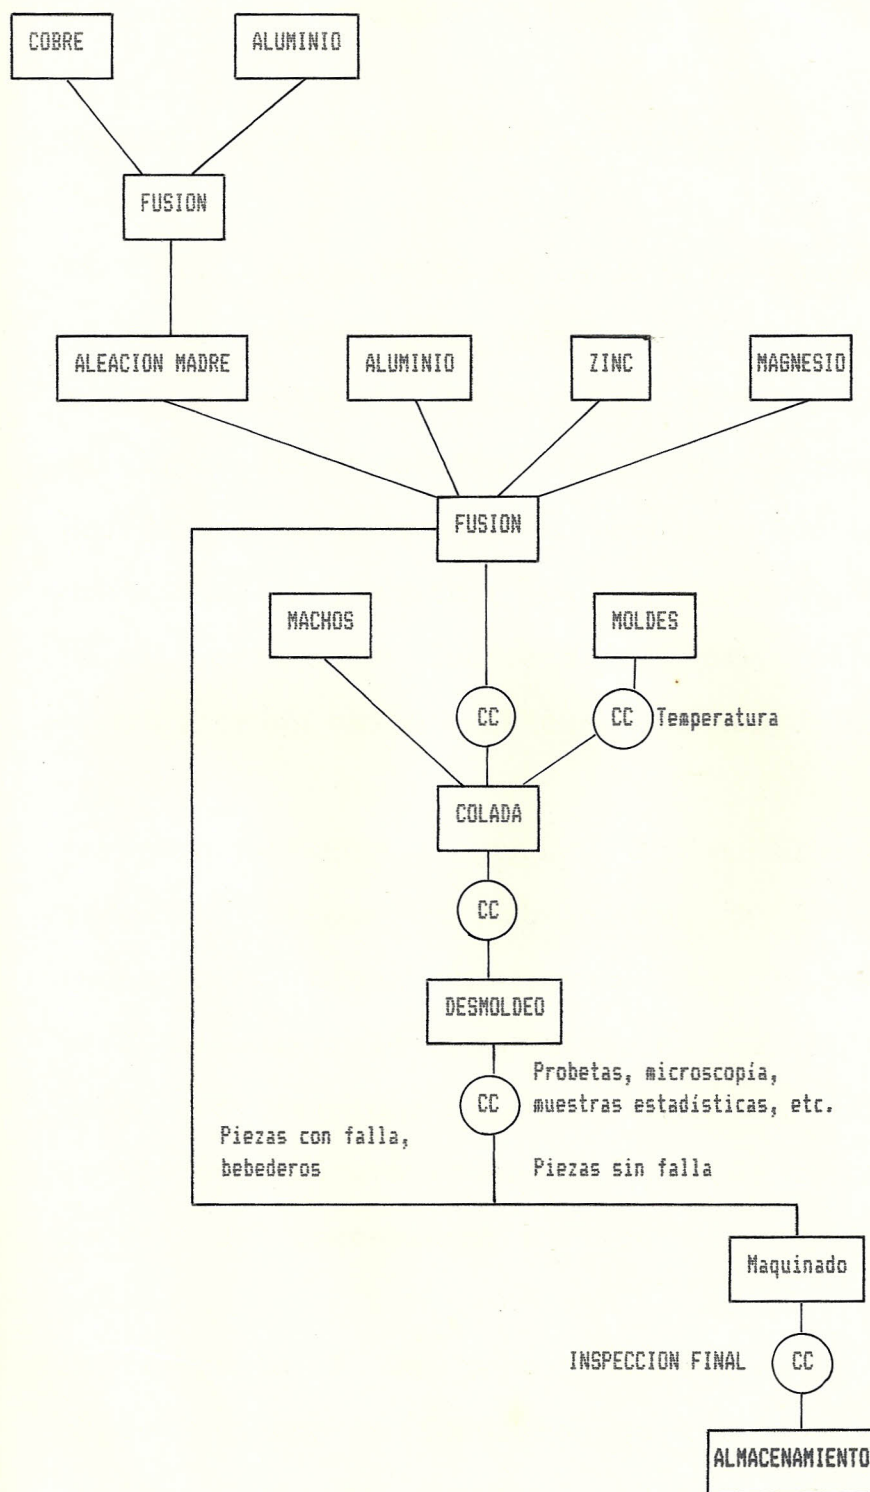 COBRE
ALUMINIO
FUSION
ALEACION MADRE
ALUMINIO
ZINC
MAGNESIO
FUSION
MACHOS
MOLDES
CC
CC
Temperatura
COLADA
CC
DESMOLDEO
CC
Probetas, microscopía,
muestras estadísticas, etc.
Piezas con falla,
bebederos
Piezas sin falla
Maquinado
INSPECCION FINAL
CC
ALMACENAMIENTO